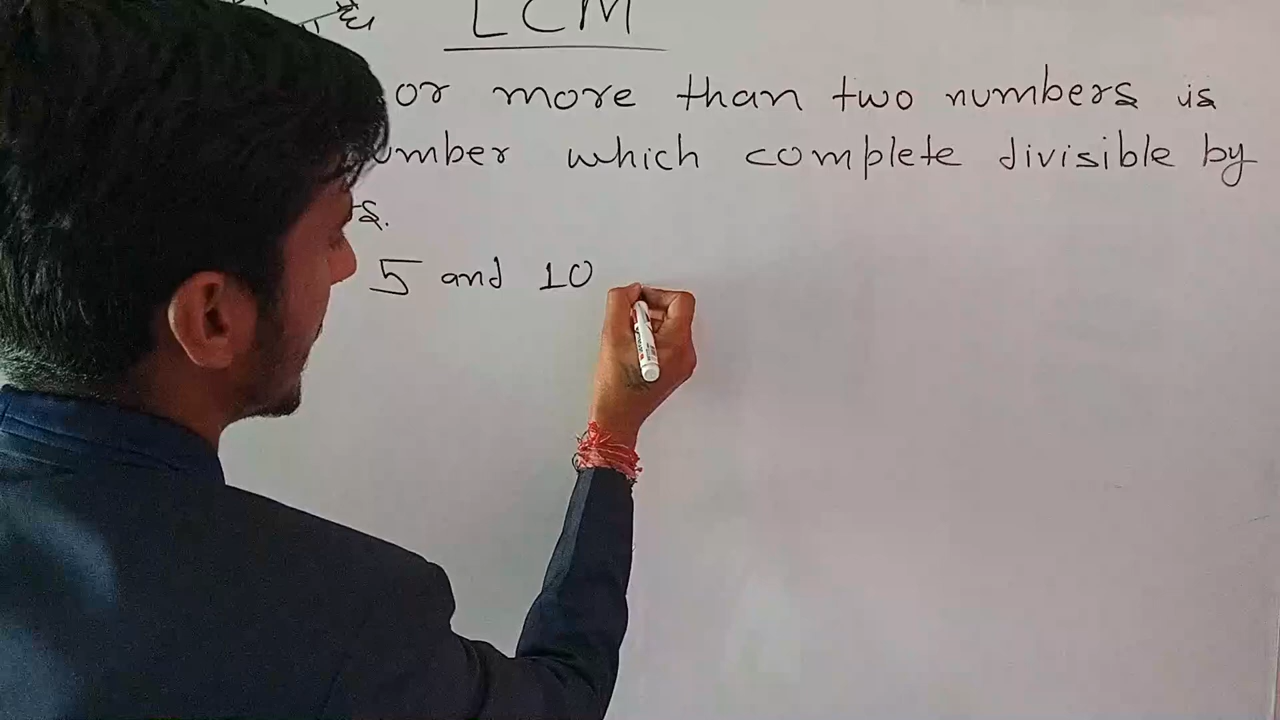 LCM
or more than two numbers is
umber which complete divisible by
s.
5 and 10